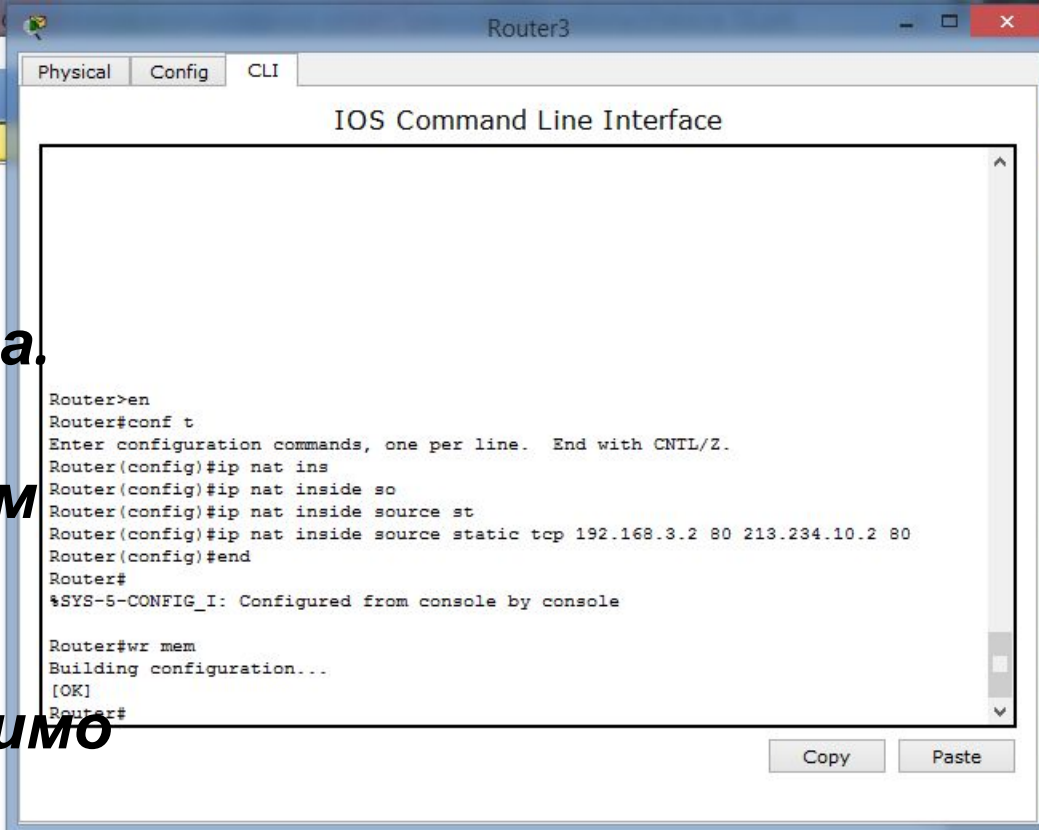 Router3
Physical Config CLI
IOS Command Line Interface
а.
Router>en
Router#conf t
Enter configuration commands, one per line. End with CNTL/Z.
Router(config)#ip nat ins
Router(config)#ip nat inside so
м
Router(config)#ip nat inside source st
Router(config)#ip nat inside source static tcp 192.168.3.2 80 213.234.10.2 80
Router(config)#end
Router#
%SYS-5-CONFIG_I: Configured from console by console
Router#wr mem
Building configuration...
[OK]
Router#
имо
Copy Paste